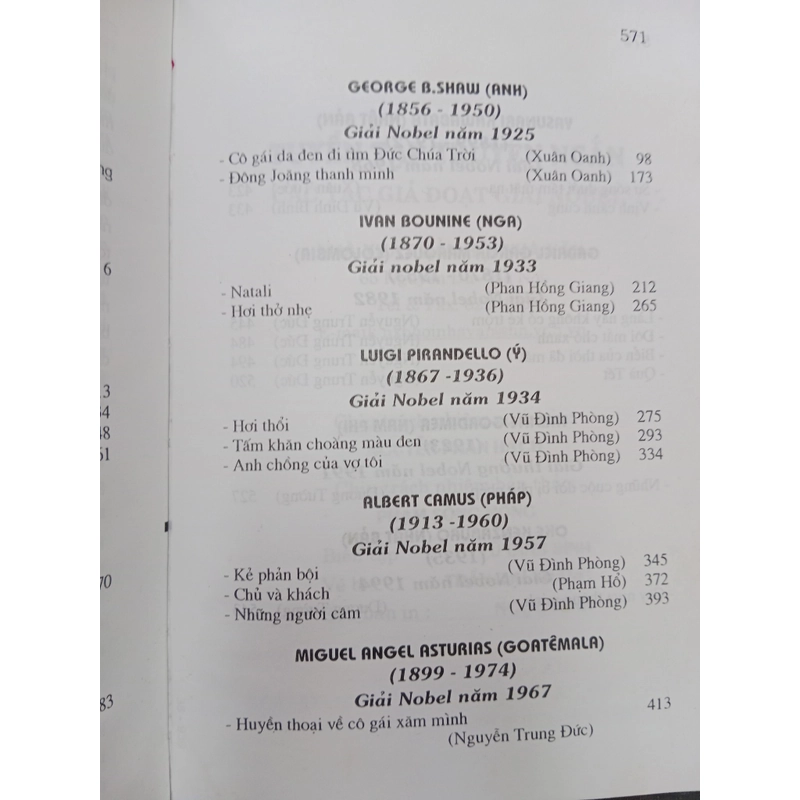 571
GEORGE B.SHAW (ANH)
(1856 - 1950)
Giải Nobel năm 1925
- Cô gái da đen đi tìm Đức Chúa Trời (Xuân Oanh) 98
- Đông Joăng thanh minh (Xuân Oanh) 173
IVAN BOUNINE (NGA)
(1870 - 1953)
Giải nobel năm 1933
- Natali (Phan Hồng Giang) 212
- Hơi thở nhẹ (Phan Hồng Giang) 265
LUIGI PIRANDELLO (Ý)
(1867 -1936)
Giải Nobel năm 1934
- Hơi thổi (Vũ Đình Phòng) 275
- Tấm khăn choàng màu đen (Vũ Đình Phòng) 293
- Anh chồng của vợ tôi (Vũ Đình Phòng) 334
ALBERT CAMUS (PHÁP)
(1913 -1960)
Giải Nobel năm 1957
- Kẻ phản bội (Vũ Đình Phòng) 345
- Chủ và khách (Phạm Hổ) 372
- Những người câm (Vũ Đình Phòng) 393
MIGUEL ANGEL ASTURIAS (GOATÊMALA)
(1899 - 1974)
Giải Nobel năm 1967
- Huyền thoại về cô gái xăm mình 413
(Nguyễn Trung Đức)